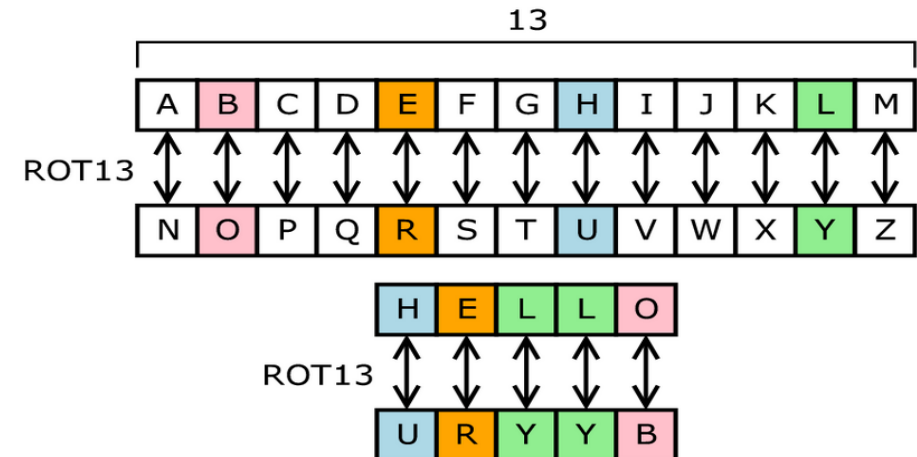 13
A B C D E F G H I J K L M
ROT13
N O P Q R S T U V W X Y Z
H E L L O
ROT13
U R Y Y B